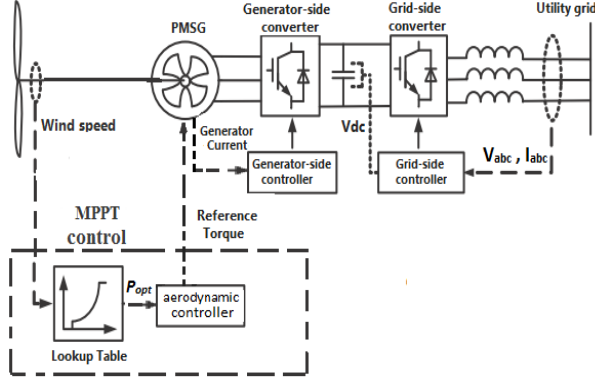 Generator-side
converter
Grid-side
converter
Utility grid
PMSG
Wind speed
Generator
Current
Vdc
Generator-side
controller
Grid-side
controller
Vabc , Iabc
MPPT
control
Reference
Torque
Popt
aerodynamic
controller
Lookup Table